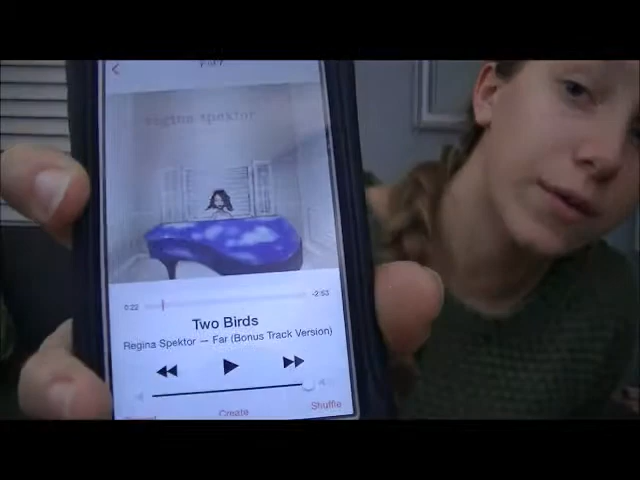 regina spektor
0:22
-2:53
Two Birds
Regina Spektor — Far (Bonus Track Version)
Create
Shuffle